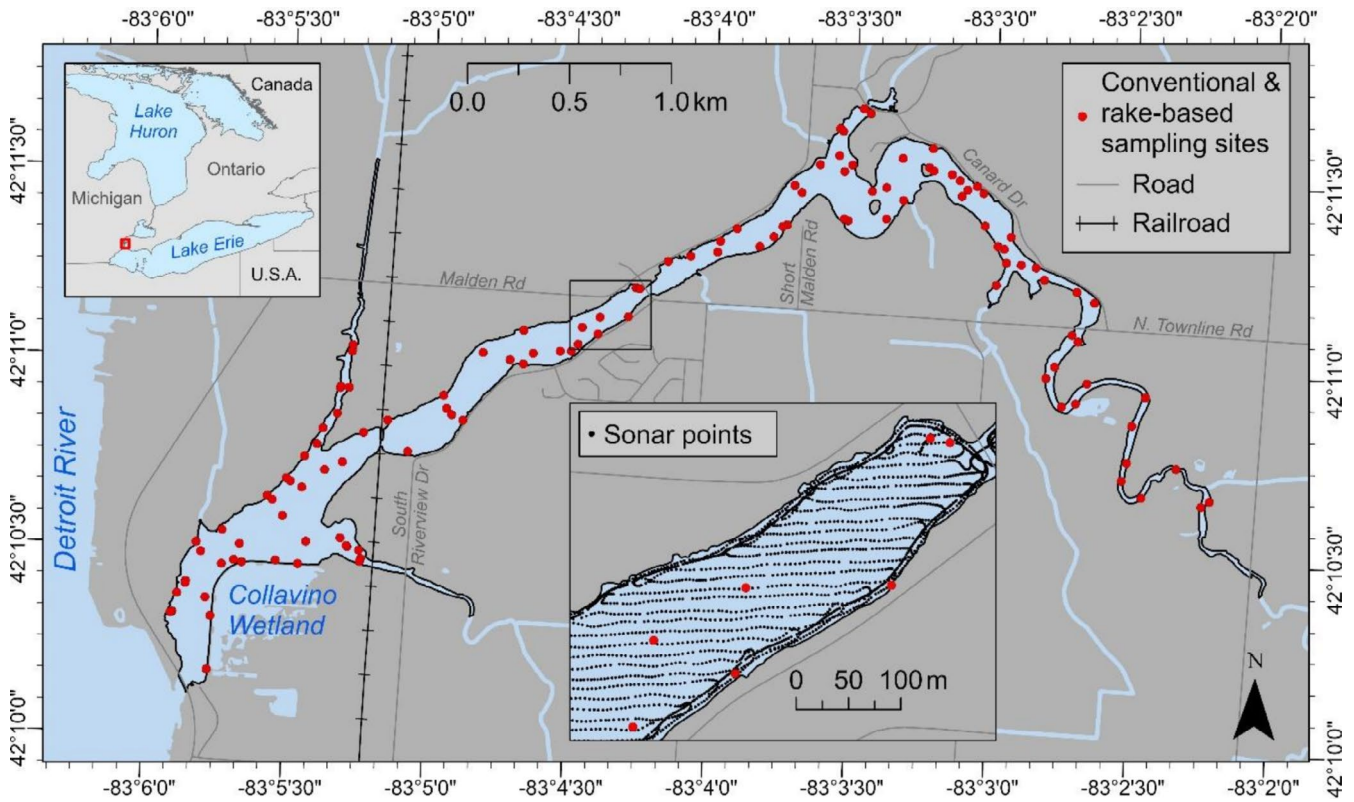 -83°6'0" -83°5'30" -83°5'0" -83°4'30" -83°4'0" -83°3'30" -83°3'0" -83°2'30" -83°2'0"
Canada
Lake
Huron
Ontario
Michigan
Lake Erie
U.S.A.
0.0 0.5 1.0 km
Conventional &
rake-based
sampling sites
Road
Railroad
42°11'30"
42°11'0"
42°10'30"
42°10'0"
42°11'30"
42°11'0"
42°10'30"
42°10'0"
Canard Dr
Malden Rd
Short
Malden Rd
N. Townline Rd
Detroit River
South
Riverview Dr
Collavino
Wetland
Sonar points
0 50 100 m
N
-83°6'0" -83°5'30" -83°5'0" -83°4'30" -83°4'0" -83°3'30" -83°3'0" -83°2'30" -83°2'0"